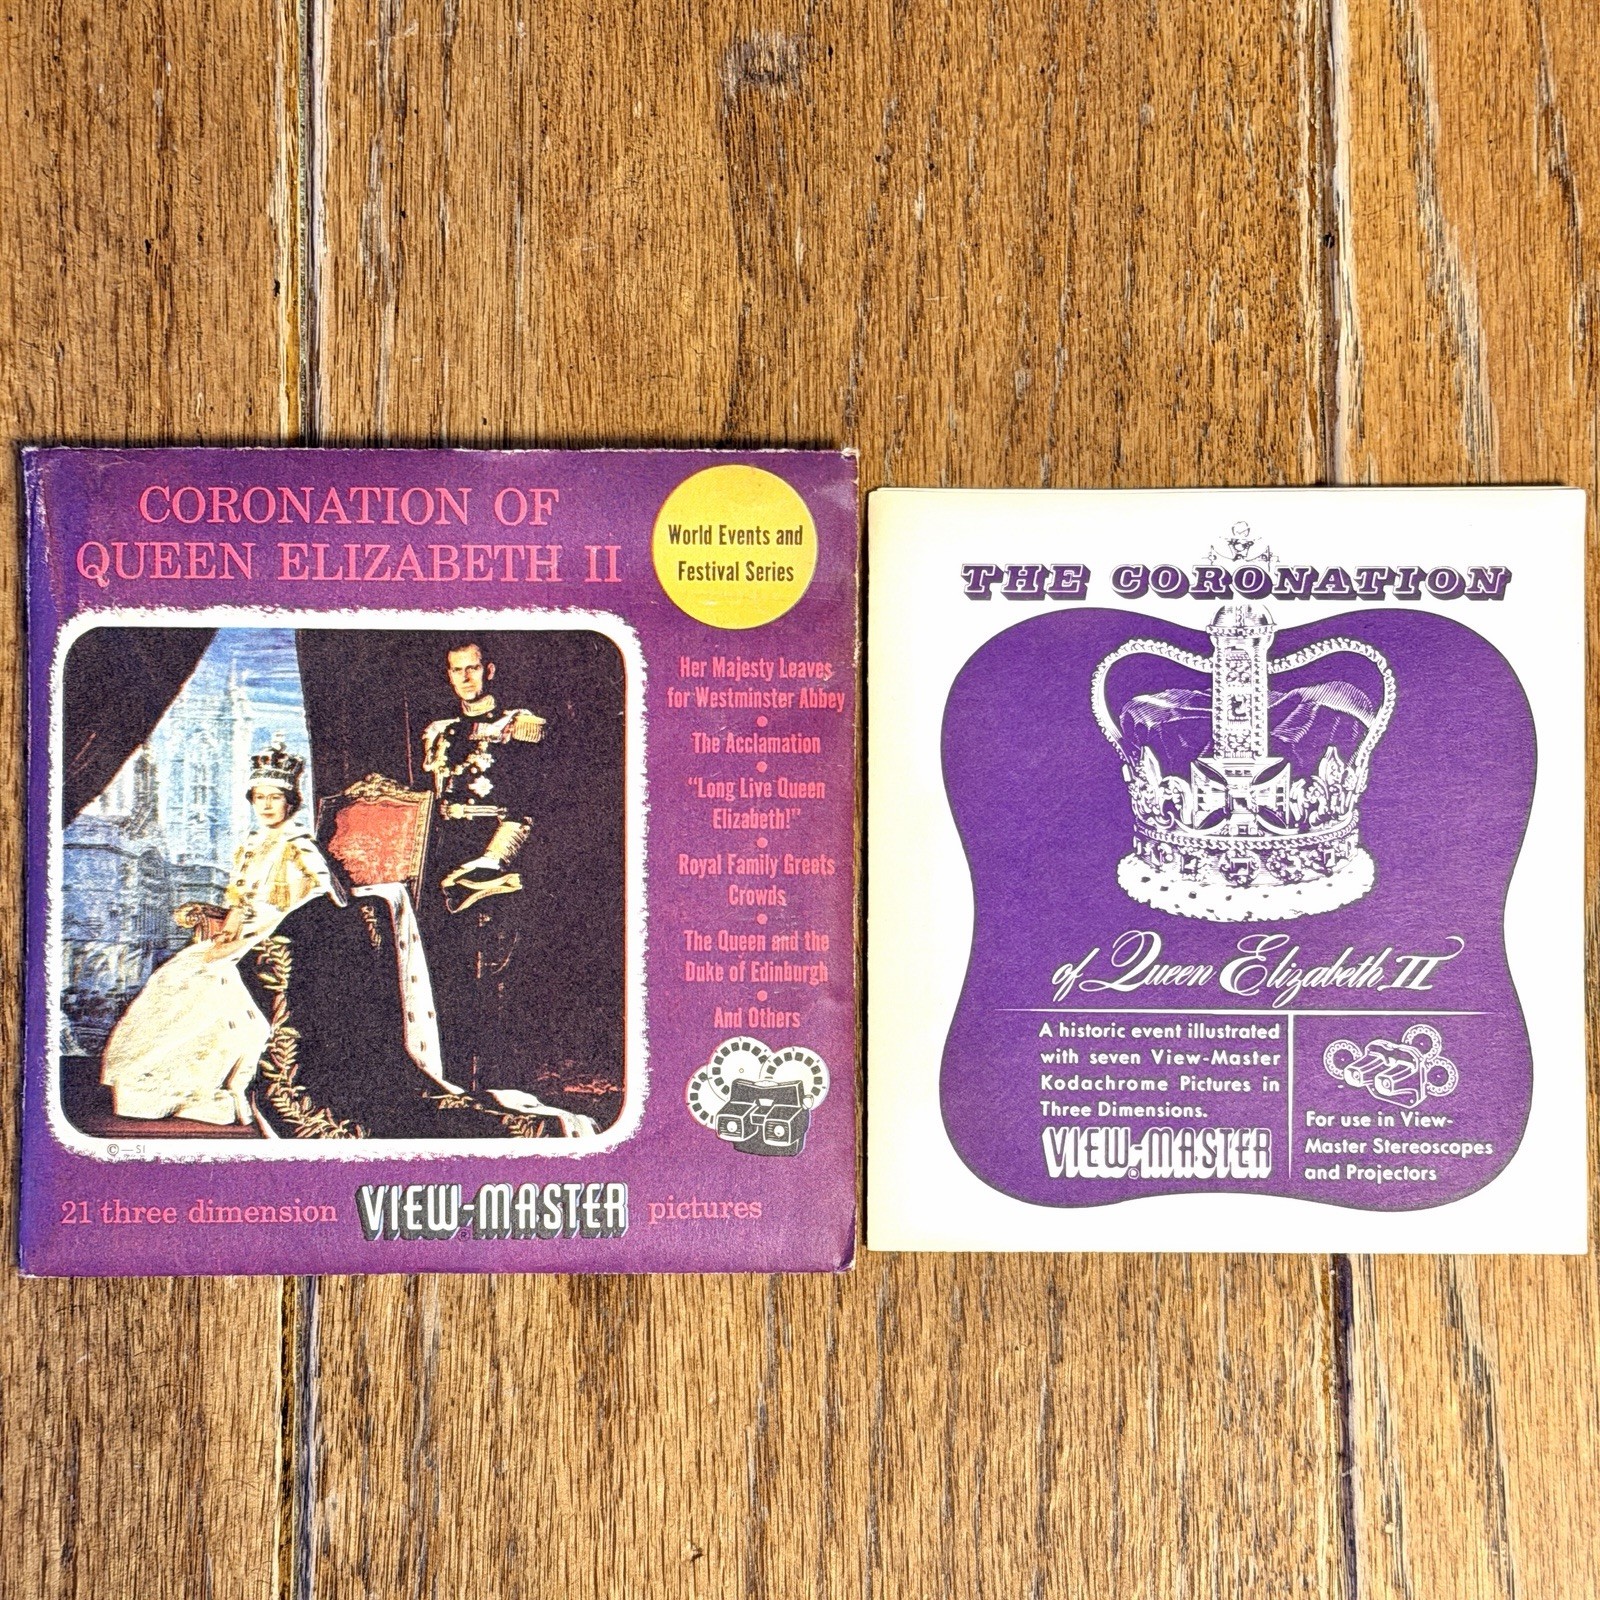 CORONATION OF
QUEEN ELIZABETH II
World Events and
Festival Series
Her Majesty Leaves
for Westminster Abbey
The Acclamation
“Long Live Queen
Elizabeth!”
Royal Family Greets
Crowds
The Queen and the
Duke of Edinburgh
And Others
©—S1
21 three dimension VIEW-MASTER® pictures
THE CORONATION
of Queen Elizabeth II
A historic event illustrated
with seven View-Master
Kodachrome Pictures in
Three Dimensions.
VIEW-MASTER®
For use in View-
Master Stereoscopes
and Projectors